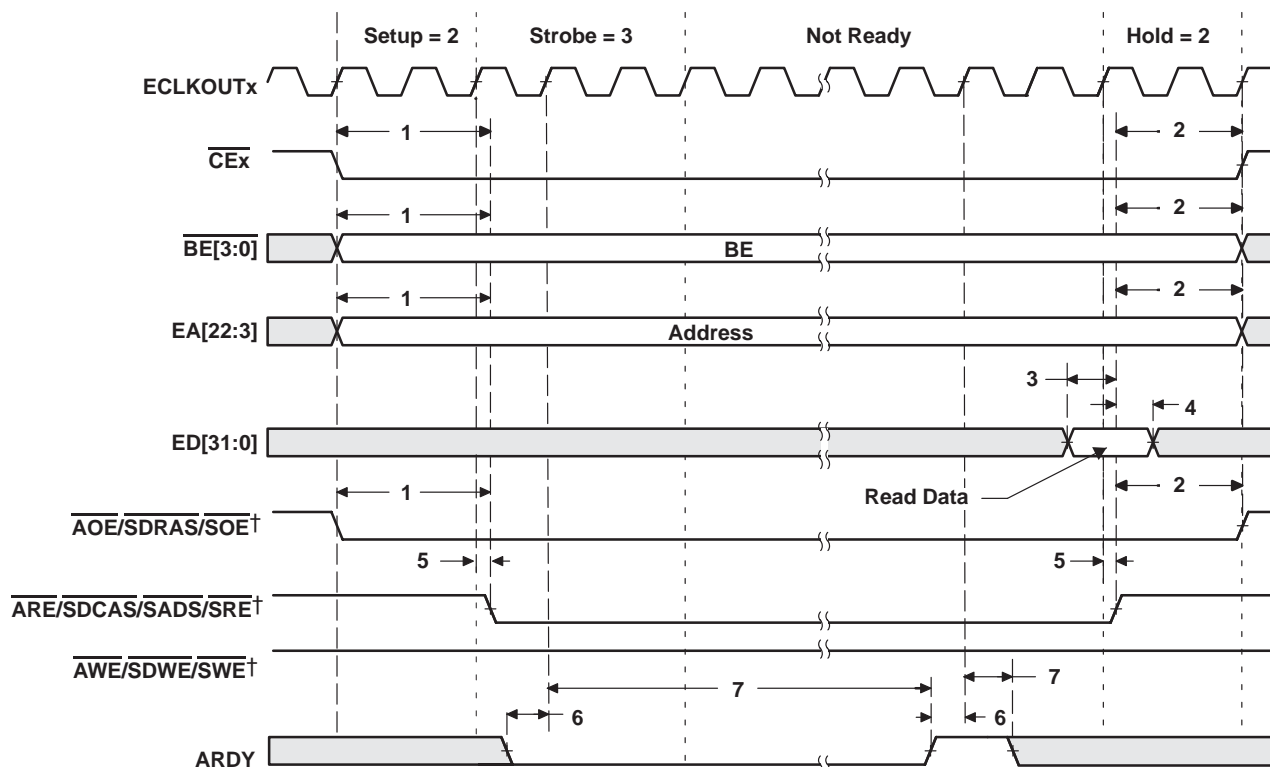 Setup = 2 Strobe = 3 Not Ready Hold = 2
ECLKOUTx
1 2
CEx
1 2
BE[3:0] BE
1 2
EA[22:3] Address
3
4
ED[31:0]
Read Data
1 2
AOE/SDRAS/SOE†
5 5
ARE/SDCAS/SADS/SRE†
AWE/SDWE/SWE†
7 7
6 6
ARDY